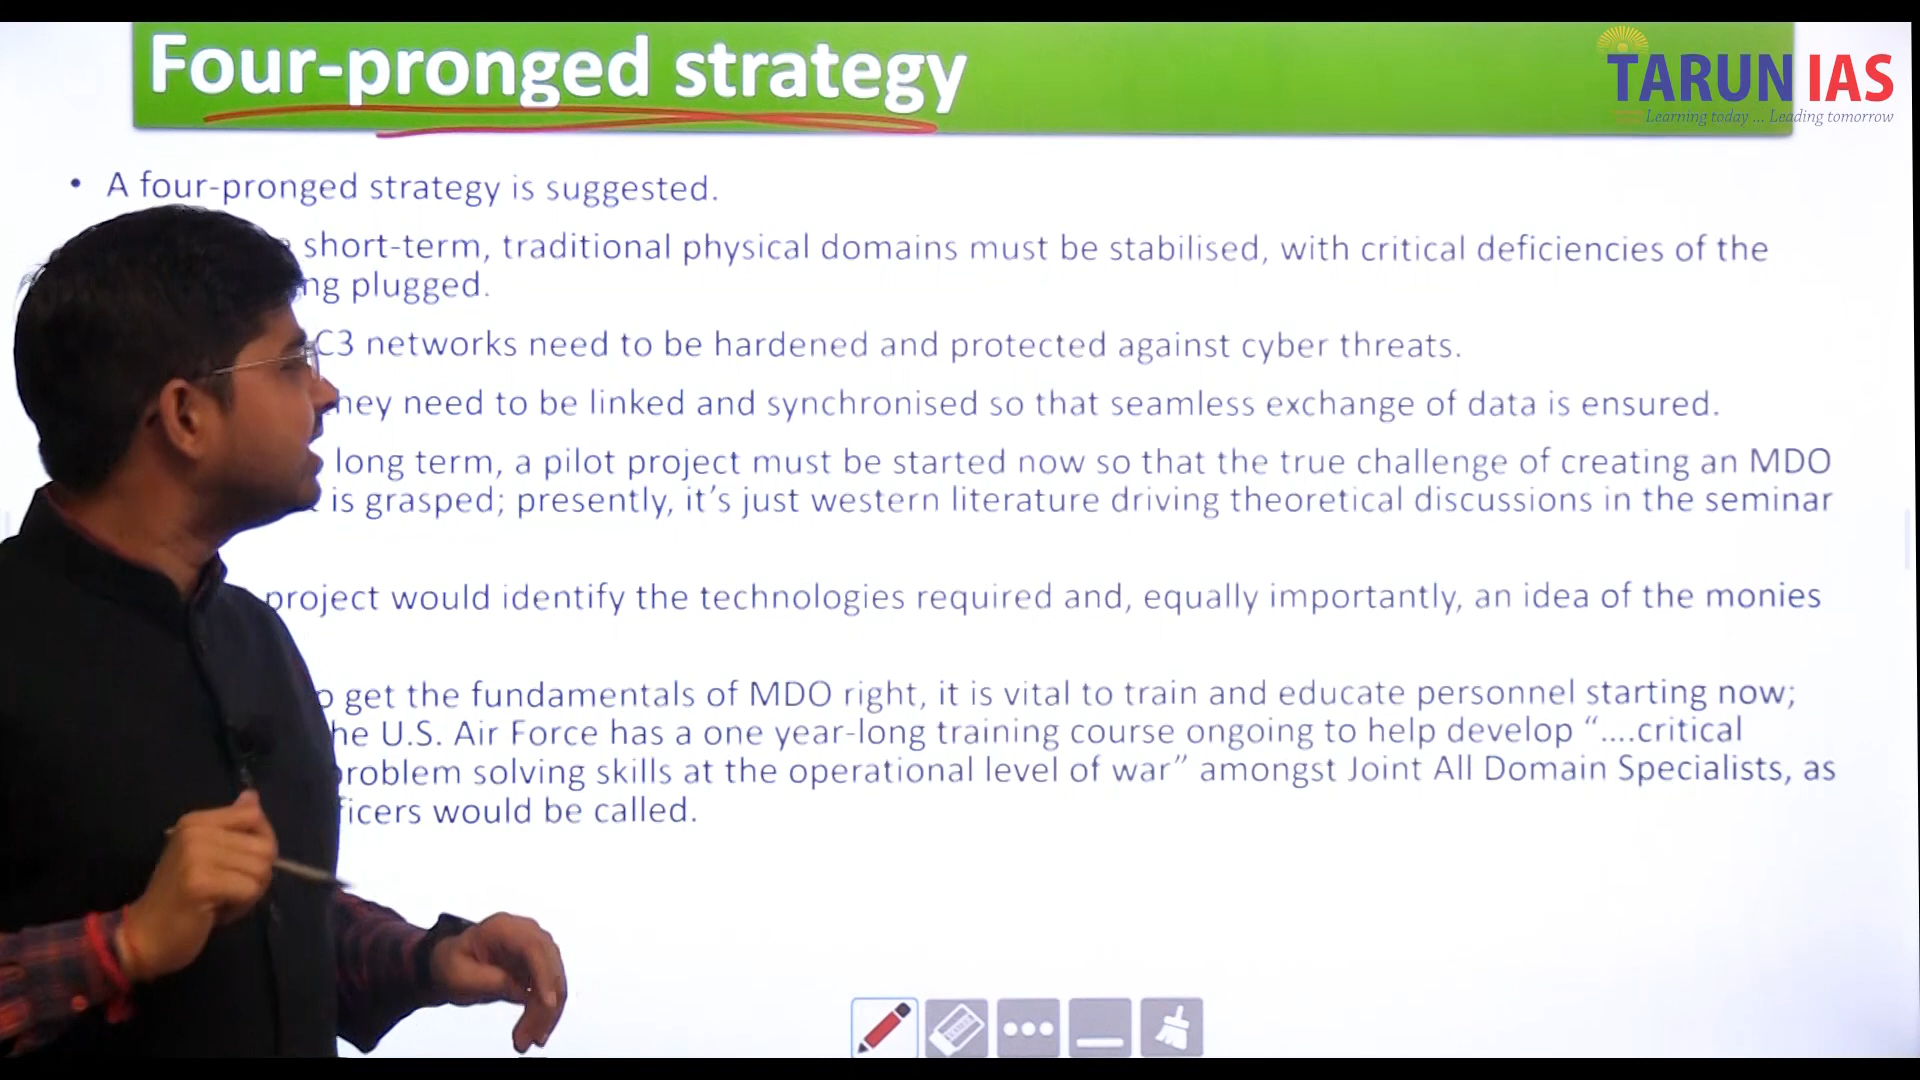 Four-pronged strategy
TARUN IAS
Learning today ... Leading tomorrow
• A four-pronged strategy is suggested.
short-term, traditional physical domains must be stabilised, with critical deficiencies of the
plugged.
C3 networks need to be hardened and protected against cyber threats.
need to be linked and synchronised so that seamless exchange of data is ensured.
long term, a pilot project must be started now so that the true challenge of creating an MDO
is grasped; presently, it’s just western literature driving theoretical discussions in the seminar
project would identify the technologies required and, equally importantly, an idea of the monies
get the fundamentals of MDO right, it is vital to train and educate personnel starting now;
U.S. Air Force has a one year-long training course ongoing to help develop “....critical
problem solving skills at the operational level of war” amongst Joint All Domain Specialists, as
would be called.